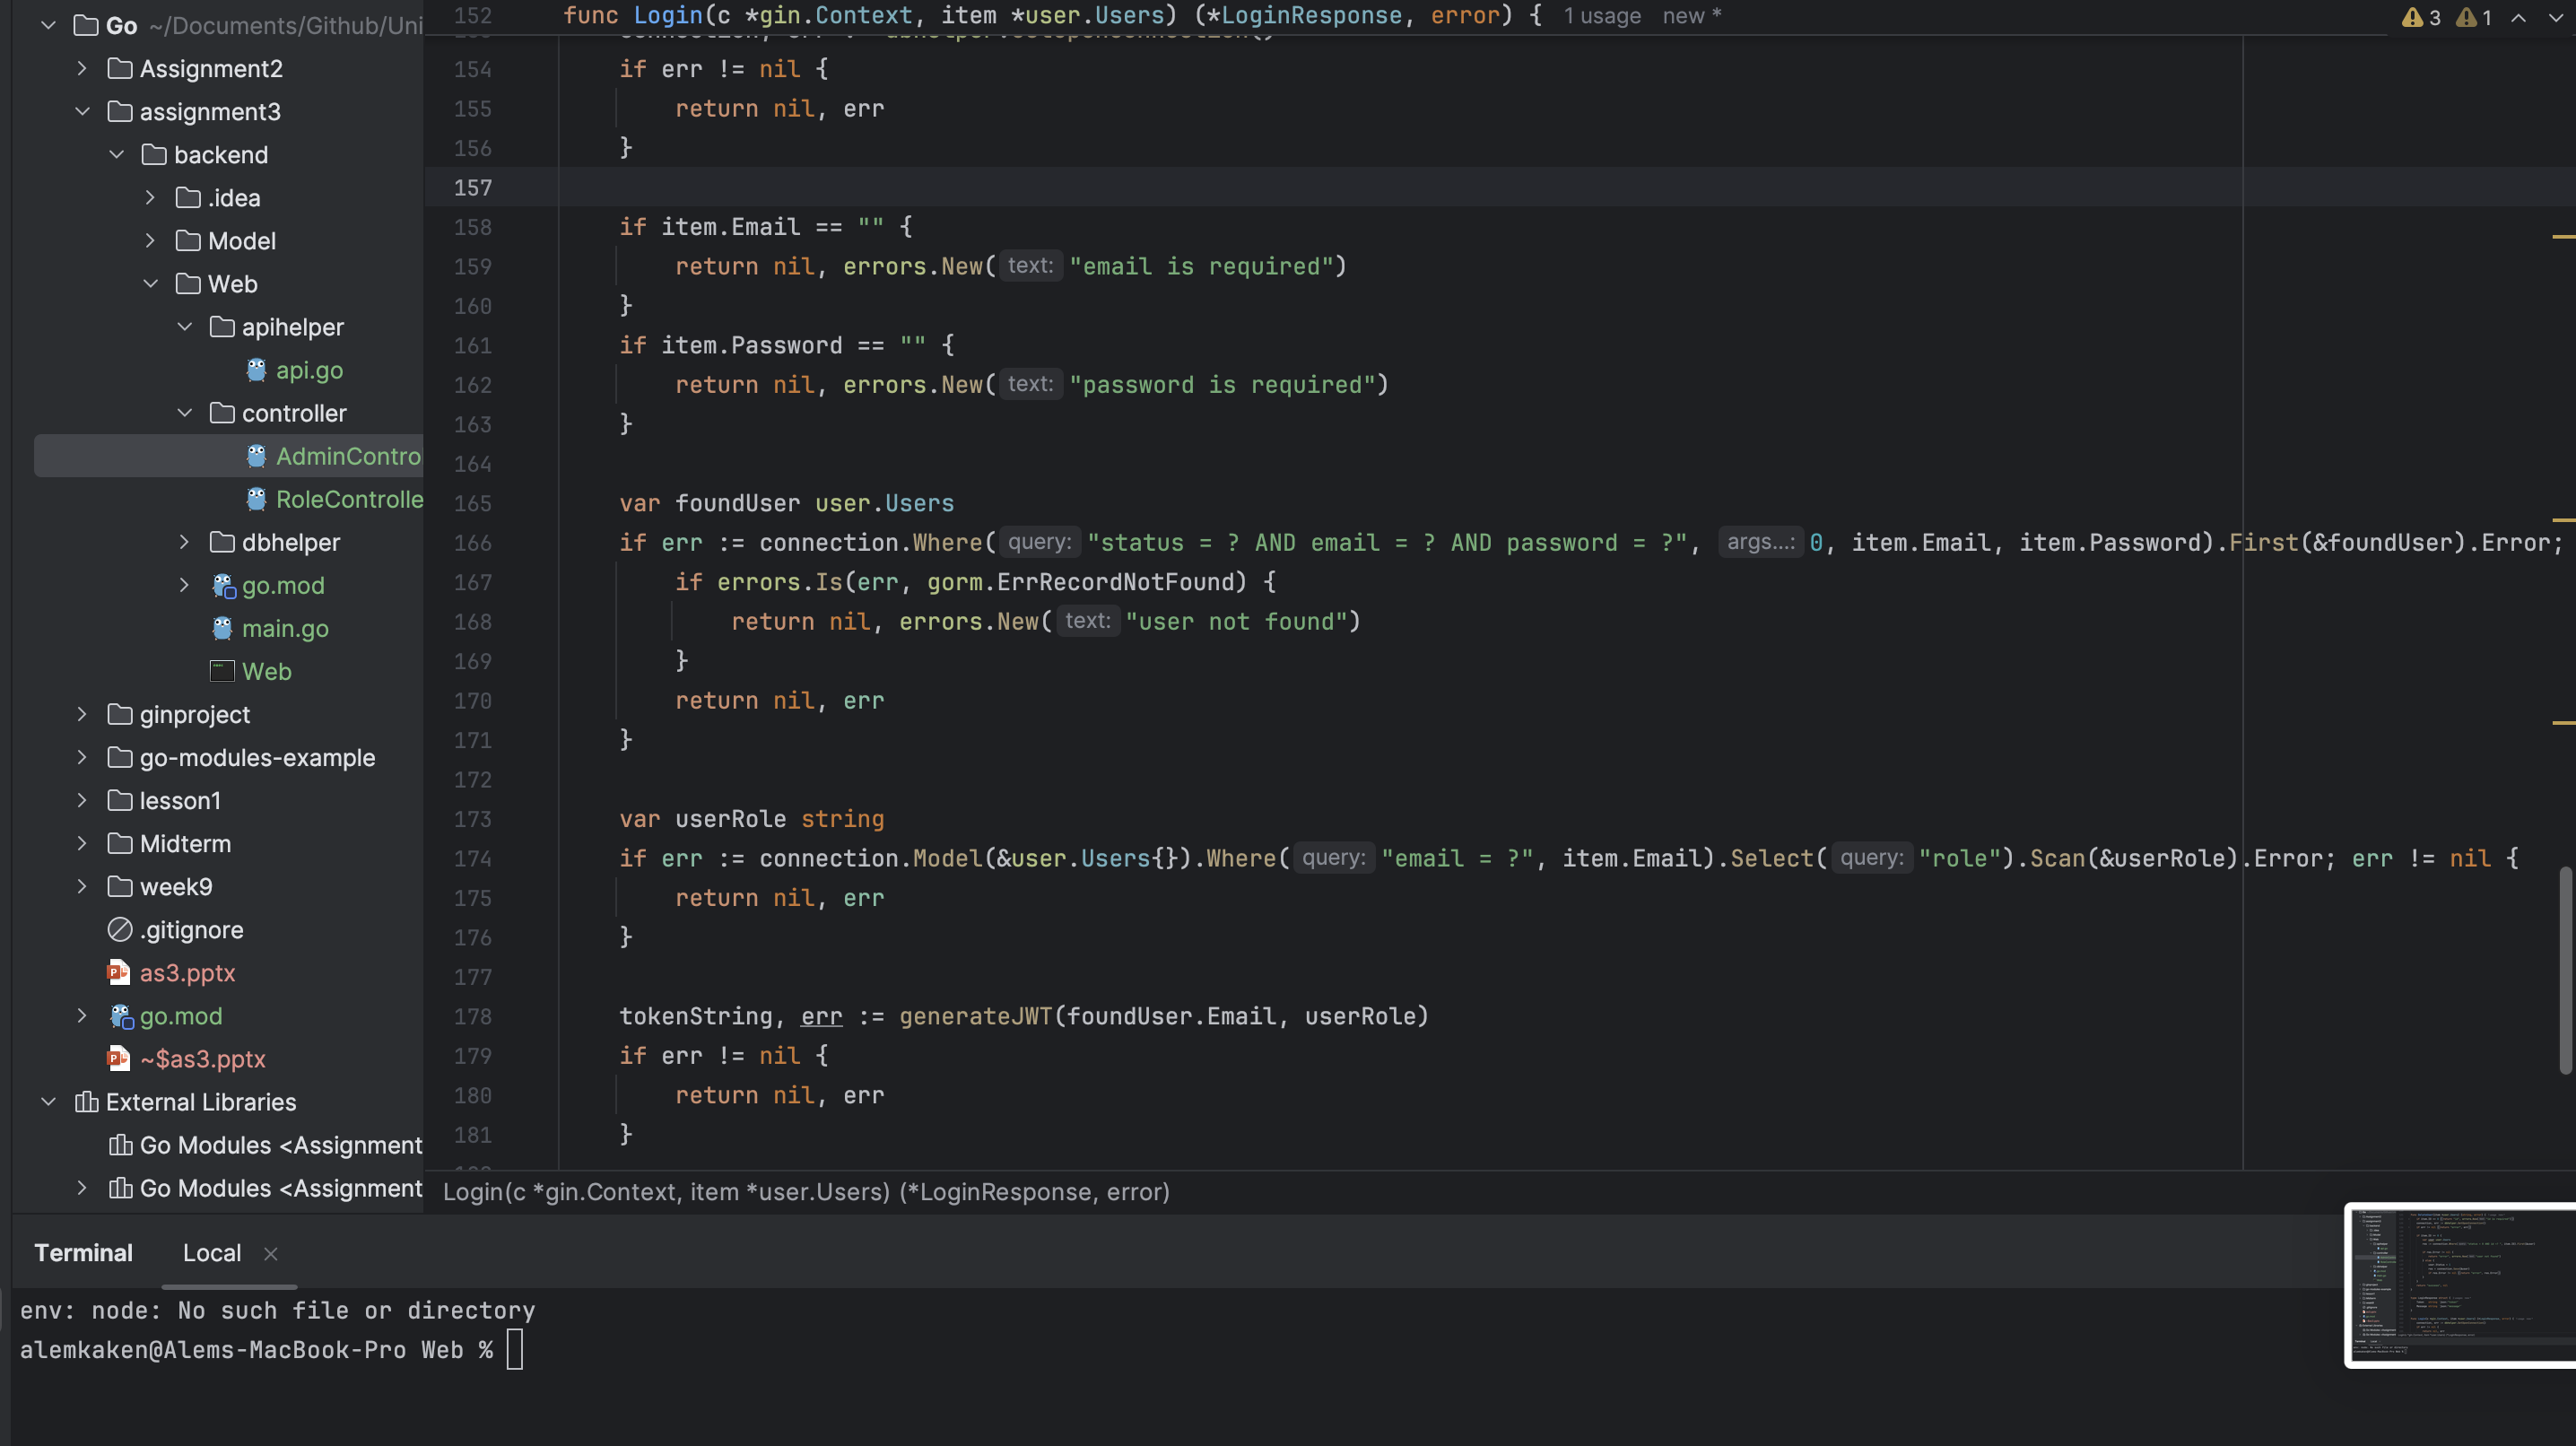 Go ~/Documents/Github/Uni
Assignment2
assignment3
backend
.idea
Model
Web
apihelper
api.go
controller
AdminContro
RoleControlle
dbhelper
go.mod
main.go
Web
ginproject
go-modules-example
lesson1
Midterm
week9
.gitignore
as3.pptx
go.mod
~$as3.pptx
External Libraries
Go Modules <Assignment
Go Modules <Assignment
152 func Login(c *gin.Context, item *user.Users) (*LoginResponse, error) { 1 usage new *
3 1
154 if err != nil {
155 return nil, err
156 }
157
158 if item.Email == "" {
159 return nil, errors.New( text: "email is required")
160 }
161 if item.Password == "" {
162 return nil, errors.New( text: "password is required")
163 }
164
165 var foundUser user.Users
166 if err := connection.Where( query: "status = ? AND email = ? AND password = ?", args...: 0, item.Email, item.Password).First(&foundUser).Error;
167 if errors.Is(err, gorm.ErrRecordNotFound) {
168 return nil, errors.New( text: "user not found")
169 }
170 return nil, err
171 }
172
173 var userRole string
174 if err := connection.Model(&user.Users{}).Where( query: "email = ?", item.Email).Select( query: "role").Scan(&userRole).Error; err != nil {
175 return nil, err
176 }
177
178 tokenString, err := generateJWT(foundUser.Email, userRole)
179 if err != nil {
180 return nil, err
181 }
Login(c *gin.Context, item *user.Users) (*LoginResponse, error)
Terminal Local ×
env: node: No such file or directory
alemkaken@Alems-MacBook-Pro Web %